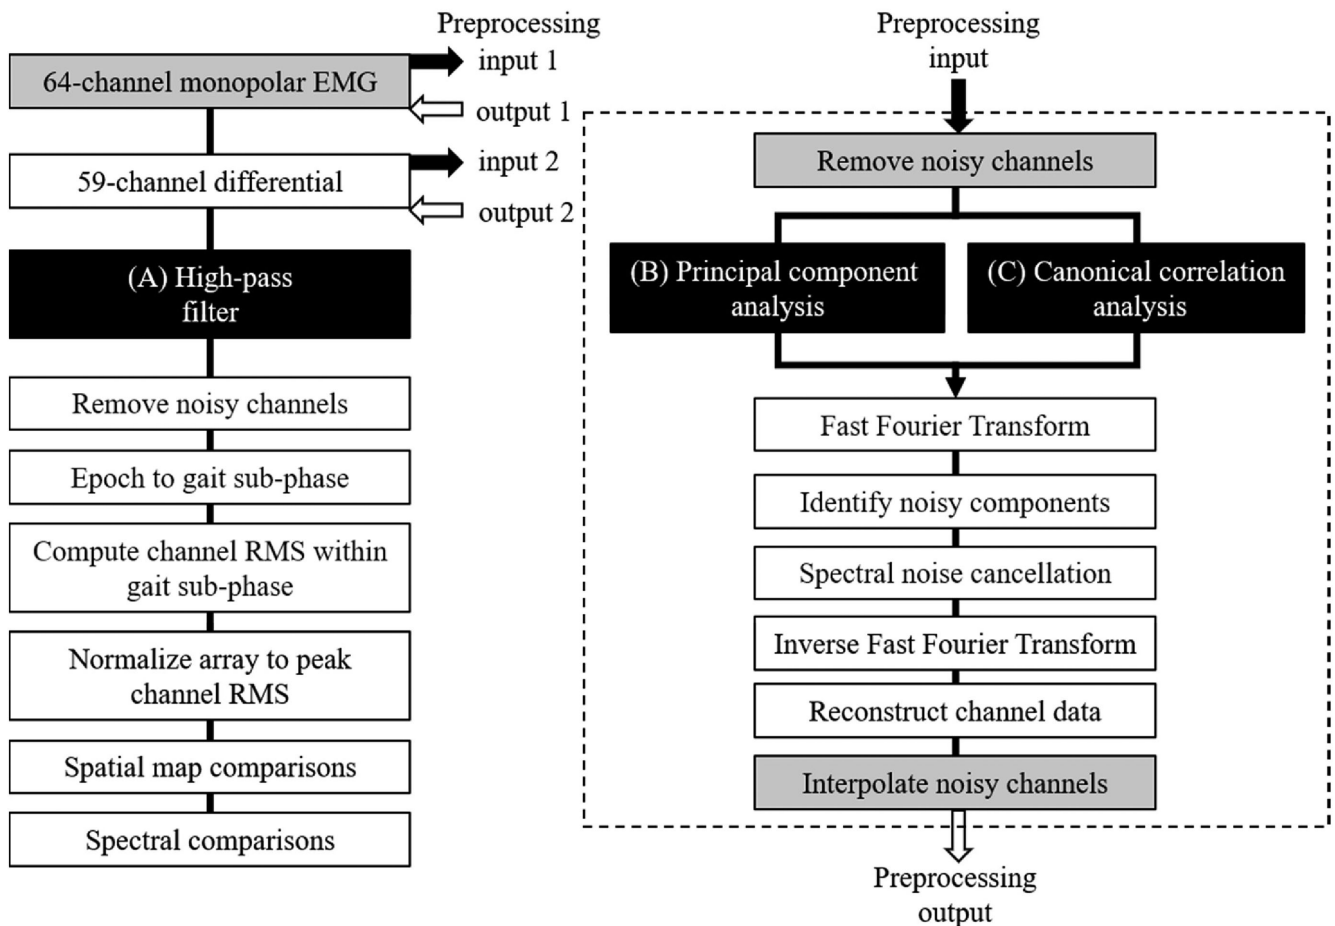 Preprocessing
input 1
output 1
input 2
output 2
64-channel monopolar EMG
59-channel differential
(A) High-pass
filter
Remove noisy channels
Epoch to gait sub-phase
Compute channel RMS within
gait sub-phase
Normalize array to peak
channel RMS
Spatial map comparisons
Spectral comparisons
Preprocessing
input
Remove noisy channels
(B) Principal component
analysis
(C) Canonical correlation
analysis
Fast Fourier Transform
Identify noisy components
Spectral noise cancellation
Inverse Fast Fourier Transform
Reconstruct channel data
Interpolate noisy channels
Preprocessing
output